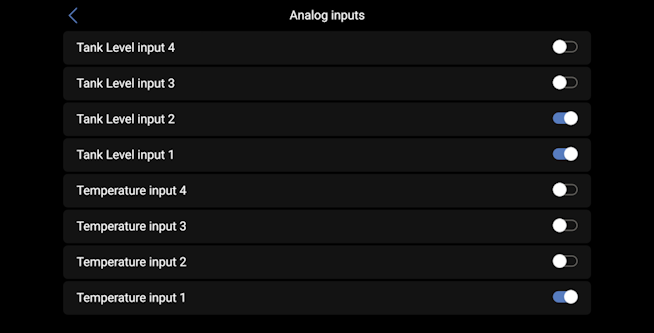 Analog inputs
Tank Level input 4
Tank Level input 3
Tank Level input 2
Tank Level input 1
Temperature input 4
Temperature input 3
Temperature input 2
Temperature input 1